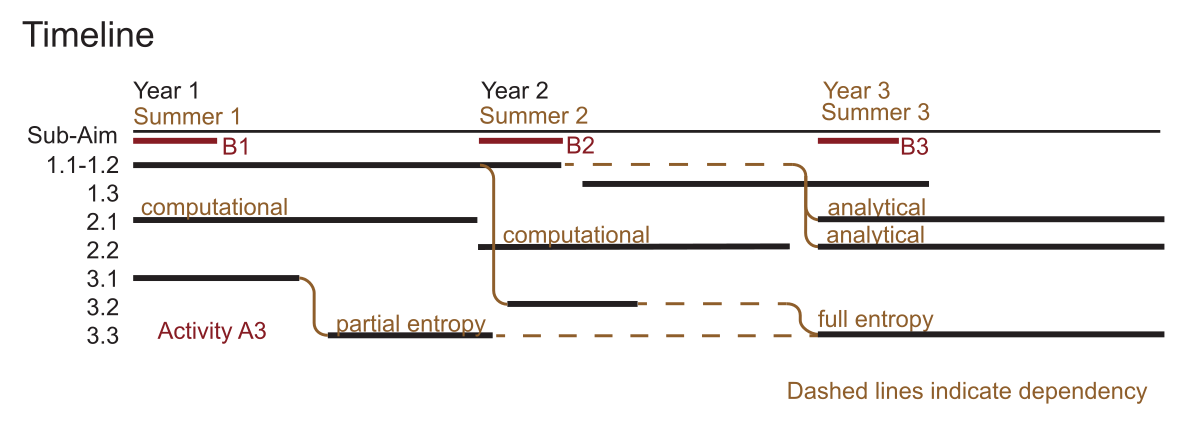 Timeline
Year 1 Year 2 Year 3
Summer 1 Summer 2 Summer 3
Sub-Aim B1 B2 B3
1.1-1.2
1.3
computational analytical
2.1
computational analytical
2.2
3.1
3.2
partial entropy full entropy
3.3 Activity A3
Dashed lines indicate dependency